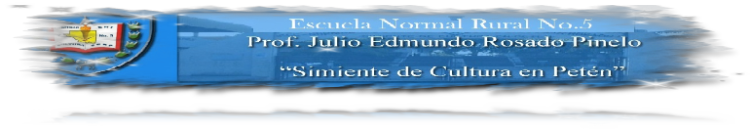 Escuela Normal Rural No..5
Prof. Julio Edmundo Rosado Pinelo
“Simiente de Cultura en Petén”